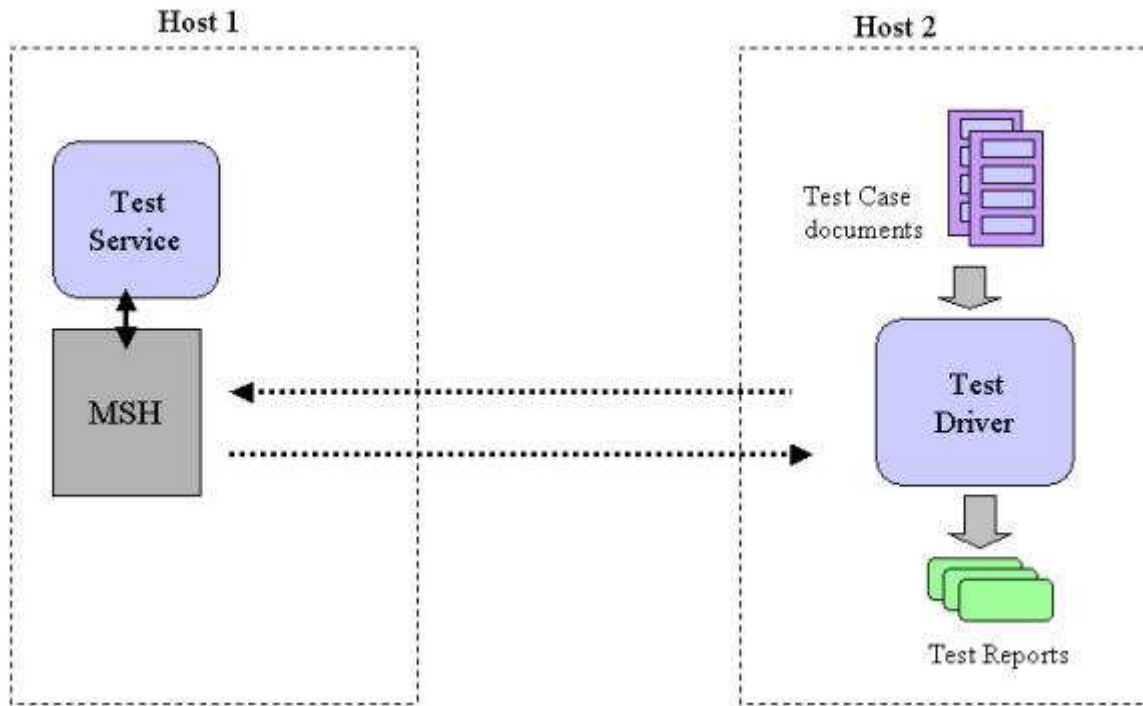 Host 1
Host 2
Test
Service
MSH
Test Case
documents
Test
Driver
Test Reports